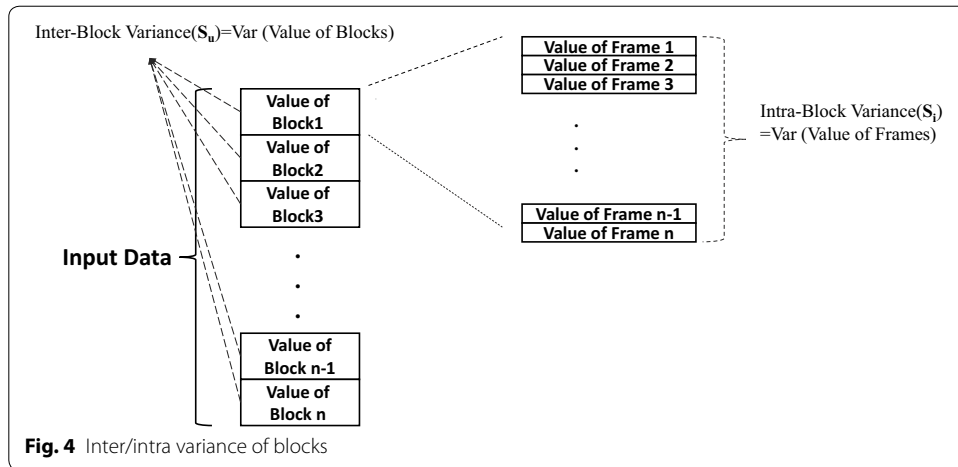 Inter-Block Variance(Su)=Var (Value of Blocks)
Value of
Block1
Value of
Block2
Value of
Block3
.
.
.
Value of
Block n-1
Value of
Block n
Input Data
Value of Frame 1
Value of Frame 2
Value of Frame 3
.
.
.
Value of Frame n-1
Value of Frame n
Intra-Block Variance(Si)
=Var (Value of Frames)
Fig. 4 Inter/intra variance of blocks